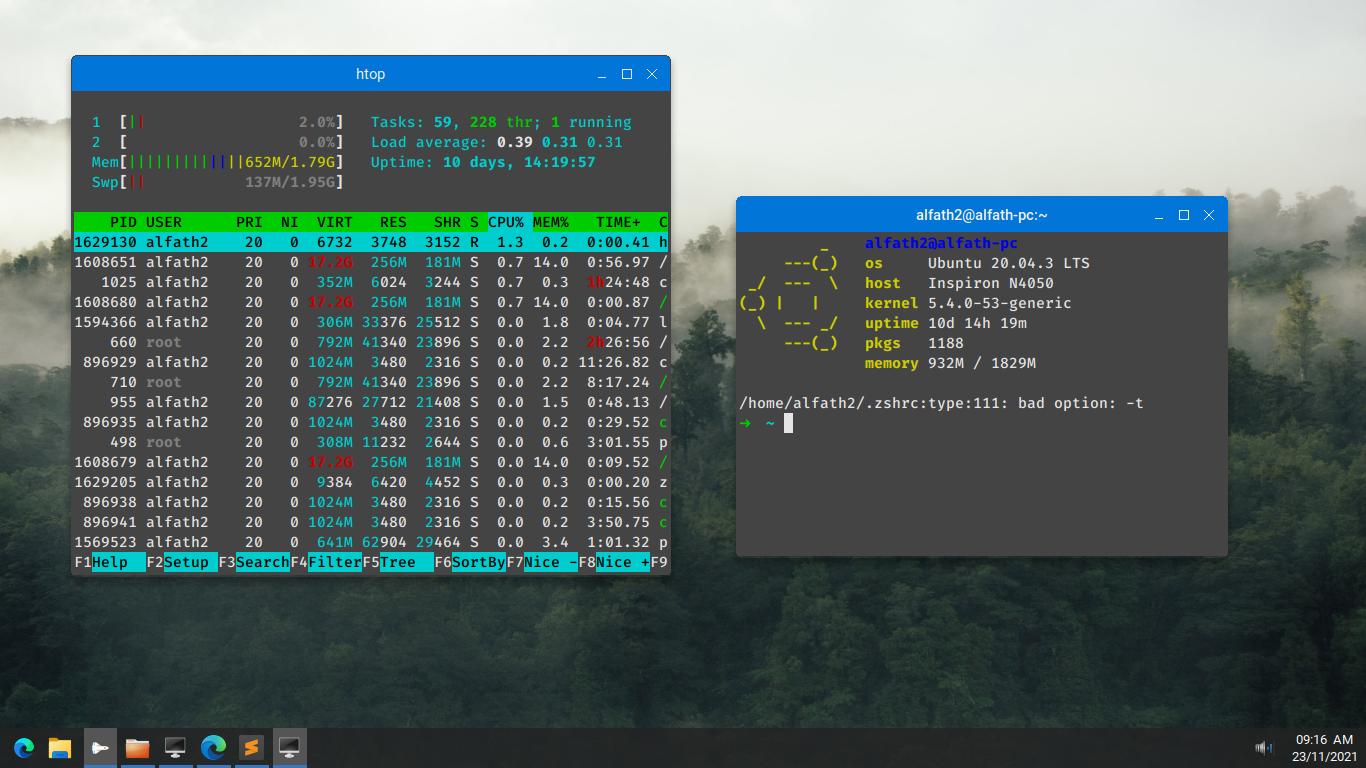 htop
1 [|| 2.0%] Tasks: 59, 228 thr; 1 running
2 [ 0.0%] Load average: 0.39 0.31 0.31
Mem[|||||||||||||652M/1.79G] Uptime: 10 days, 14:19:57
Swp[|| 137M/1.95G]
PID USER PRI NI VIRT RES SHR S CPU% MEM% TIME+ C
1629130 alfath2 20 0 6732 3748 3152 R 1.3 0.2 0:00.41 h
1608651 alfath2 20 0 17.2G 256M 181M S 0.7 14.0 0:56.97 /
1025 alfath2 20 0 352M 6024 3244 S 0.7 0.3 1h24:48 c
1608680 alfath2 20 0 17.2G 256M 181M S 0.7 14.0 0:00.87 /
1594366 alfath2 20 0 306M 33376 25512 S 0.0 1.8 0:04.77 l
660 root 20 0 792M 41340 23896 S 0.0 2.2 2h26:56 /
896929 alfath2 20 0 1024M 3480 2316 S 0.0 0.2 11:26.82 c
710 root 20 0 792M 41340 23896 S 0.0 2.2 8:17.24 /
955 alfath2 20 0 87276 27712 21408 S 0.0 1.5 0:48.13 /
896935 alfath2 20 0 1024M 3480 2316 S 0.0 0.2 0:29.52 c
498 root 20 0 308M 11232 2644 S 0.0 0.6 3:01.55 p
1608679 alfath2 20 0 17.2G 256M 181M S 0.0 14.0 0:09.52 /
1629205 alfath2 20 0 9384 6420 4452 S 0.0 0.3 0:00.20 z
896938 alfath2 20 0 1024M 3480 2316 S 0.0 0.2 0:15.56 c
896941 alfath2 20 0 1024M 3480 2316 S 0.0 0.2 3:50.75 c
1569523 alfath2 20 0 641M 62904 29464 S 0.0 3.4 1:01.32 p
F1Help F2Setup F3SearchF4FilterF5Tree F6SortByF7Nice -F8Nice +F9
alfath2@alfath-pc:~
alfath2@alfath-pc
os Ubuntu 20.04.3 LTS
host Inspiron N4050
kernel 5.4.0-53-generic
uptime 10d 14h 19m
pkgs 1188
memory 932M / 1829M
/home/alfath2/.zshrc:type:111: bad option: -t
➜ ~
09:16 AM
23/11/2021